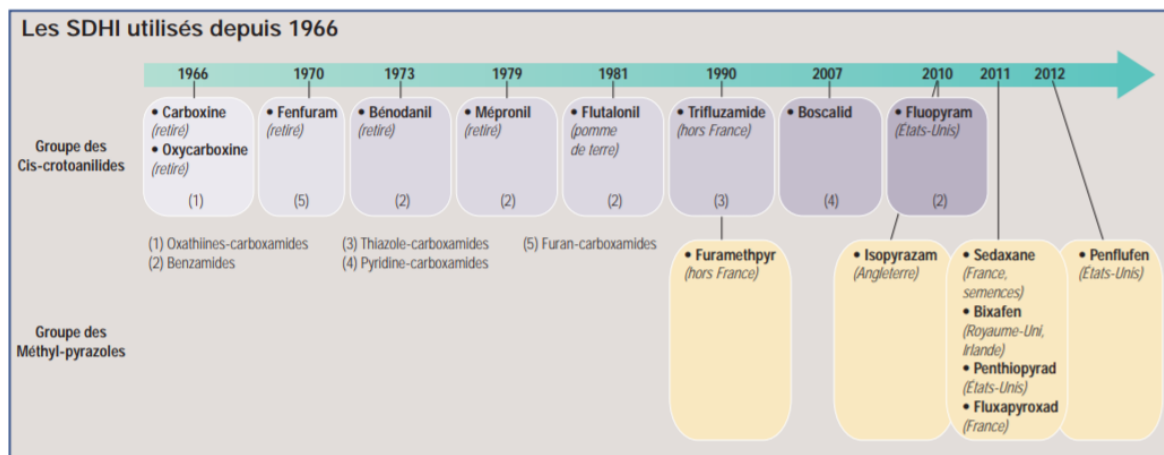 Les SDHI utilisés depuis 1966
1966 1970 1973 1979 1981 1990 2007 2010 2011 2012
Groupe des
Cis-crotoanilides
• Carboxine
(retiré)
• Oxycarboxine
(retiré)
(1)
• Fenfuram
(retiré)
(5)
• Bénodanil
(retiré)
(2)
• Mépronil
(retiré)
(2)
• Flutalonil
(pomme
de terre)
(2)
• Trifluzamide
(hors France)
(3)
• Boscalid
(4)
• Fluopyram
(États-Unis)
(2)
(1) Oxathiines-carboxamides
(2) Benzamides
(3) Thiazole-carboxamides
(4) Pyridine-carboxamides
(5) Furan-carboxamides
Groupe des
Méthyl-pyrazoles
• Furamethpyr
(hors France)
• Isopyrazam
(Angleterre)
• Sedaxane
(France,
semences)
• Bixafen
(Royaume-Uni,
Irlande)
• Penthiopyrad
(États-Unis)
• Fluxapyroxad
(France)
• Penflufen
(États-Unis)